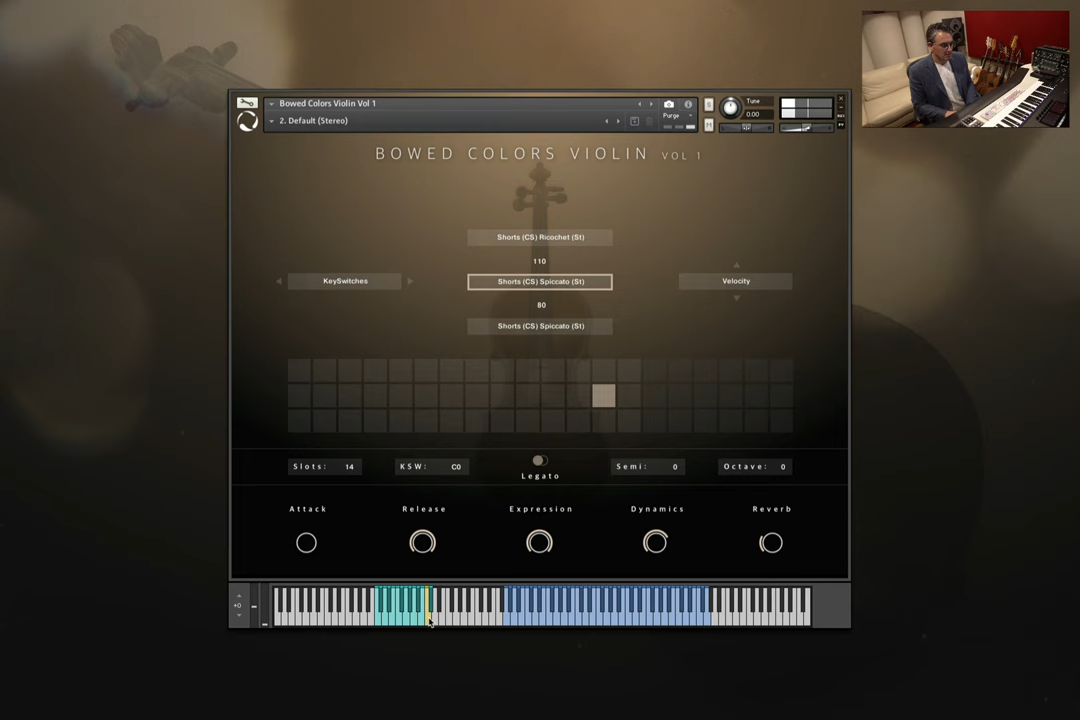 Bowed Colors Violin Vol 1
2. Default (Stereo)
Purge
S
M
Tune
0.00
BOWED COLORS VIOLIN VOL 1
Shorts (CS) Ricochet (St)
110
KeySwitches
Shorts (CS) Spiccato (St)
Velocity
80
Shorts (CS) Spiccato (St)
Slots: 14
KSW: C0
Legato
Semi: 0
Octave: 0
Attack
Release
Expression
Dynamics
Reverb
+0